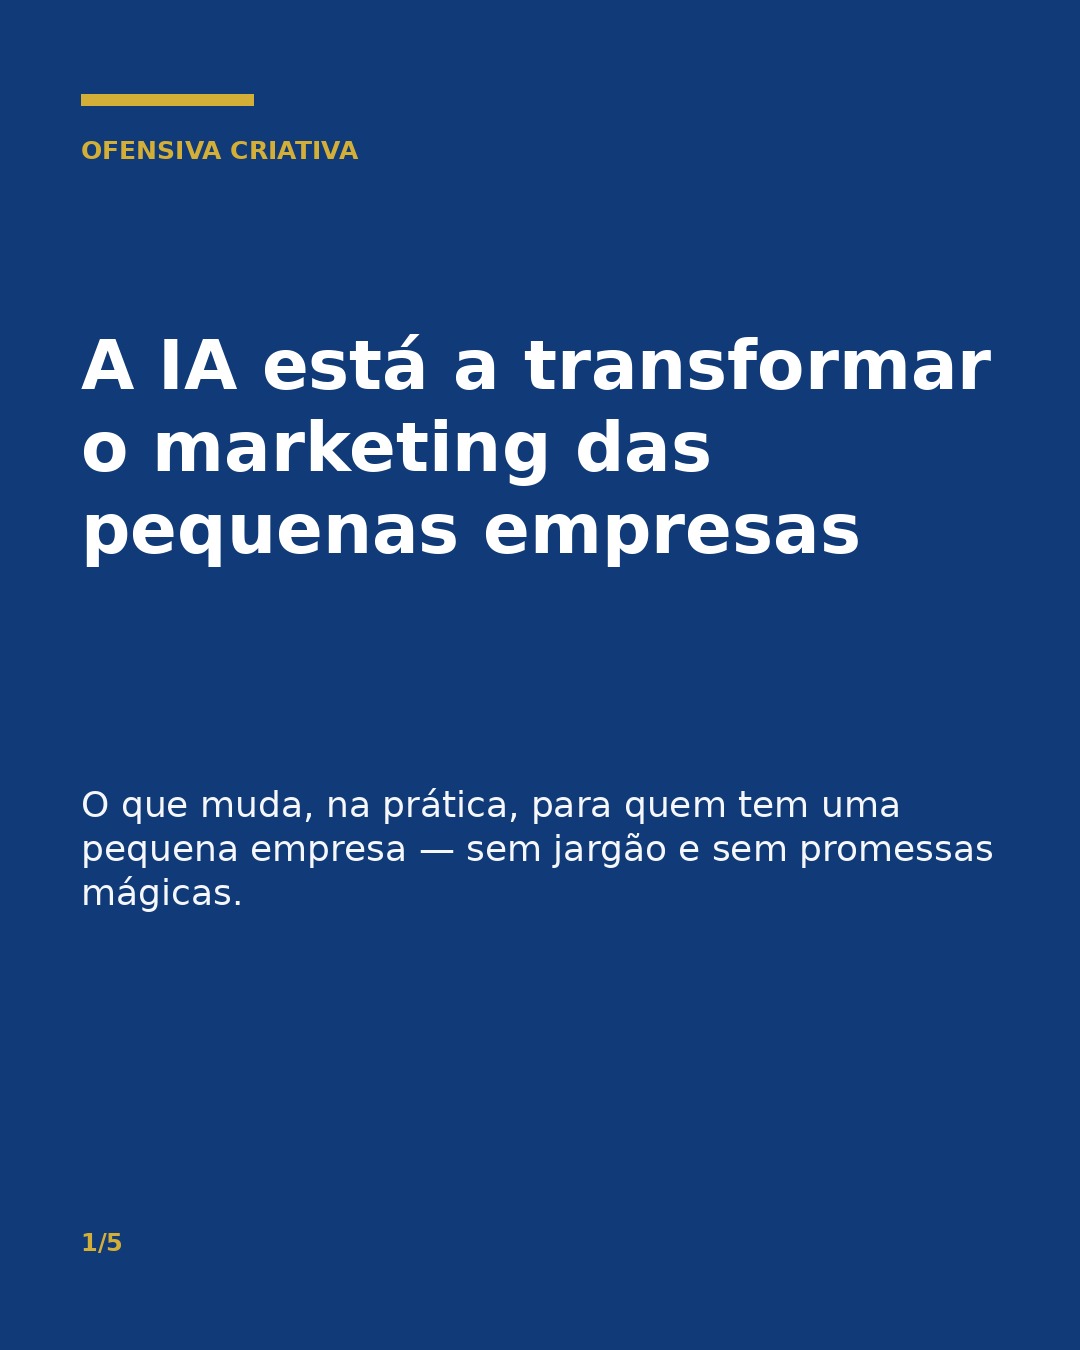 OFENSIVA CRIATIVA
A IA está a transformar
o marketing das
pequenas empresas
O que muda, na prática, para quem tem uma
pequena empresa — sem jargão e sem promessas
mágicas.
1/5